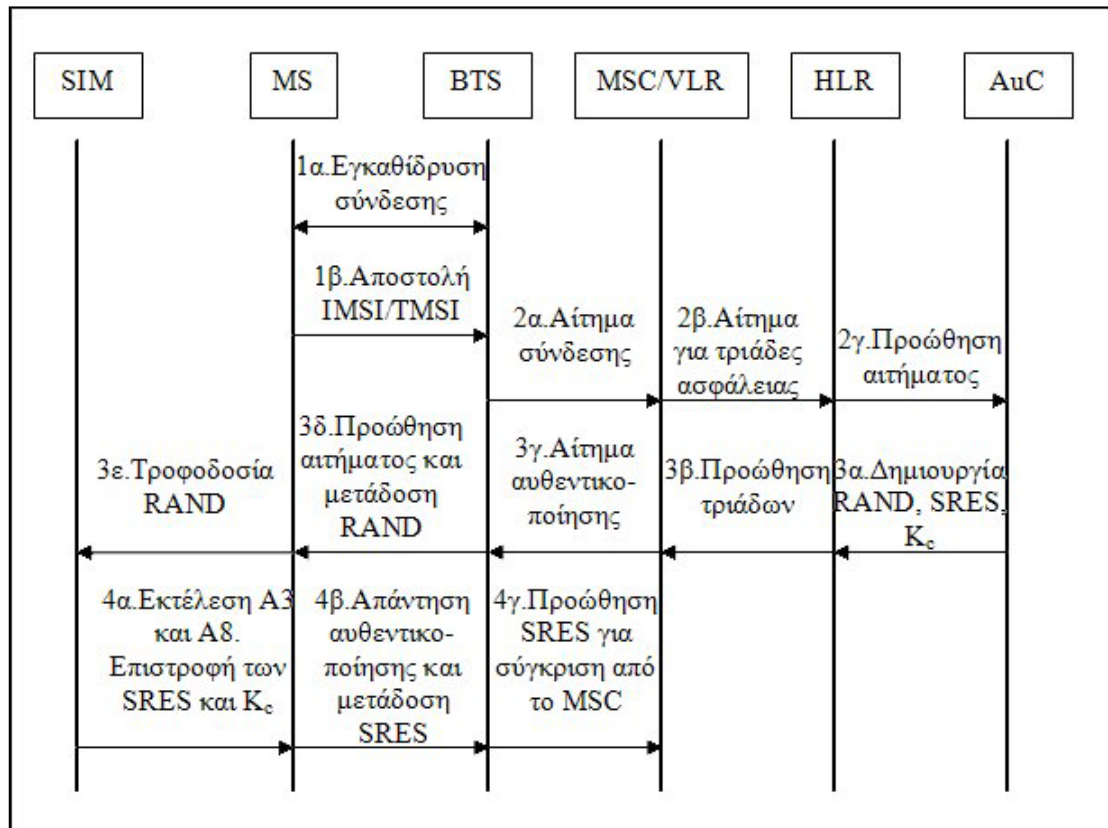 SIM
MS
BTS
MSC/VLR
HLR
AuC
1α.Εγκαθίδρυση
σύνδεσης
1β.Αποστολή
IMSI/TMSI
2α.Αίτημα
σύνδεσης
2β.Αίτημα
για τριάδες
ασφάλειας
2γ.Προώθηση
αιτήματος
3α.Δημιουργία
RAND, SRES,
Kc
3β.Προώθηση
τριάδων
3γ.Αίτημα
αυθεντικο-
ποίησης
3δ.Προώθηση
αιτήματος και
μετάδοση
RAND
3ε.Τροφοδοσία
RAND
4α.Εκτέλεση A3
και A8.
Επιστροφή των
SRES και Kc
4β.Απάντηση
αυθεντικο-
ποίησης και
μετάδοση
SRES
4γ.Προώθηση
SRES για
σύγκριση από
το MSC